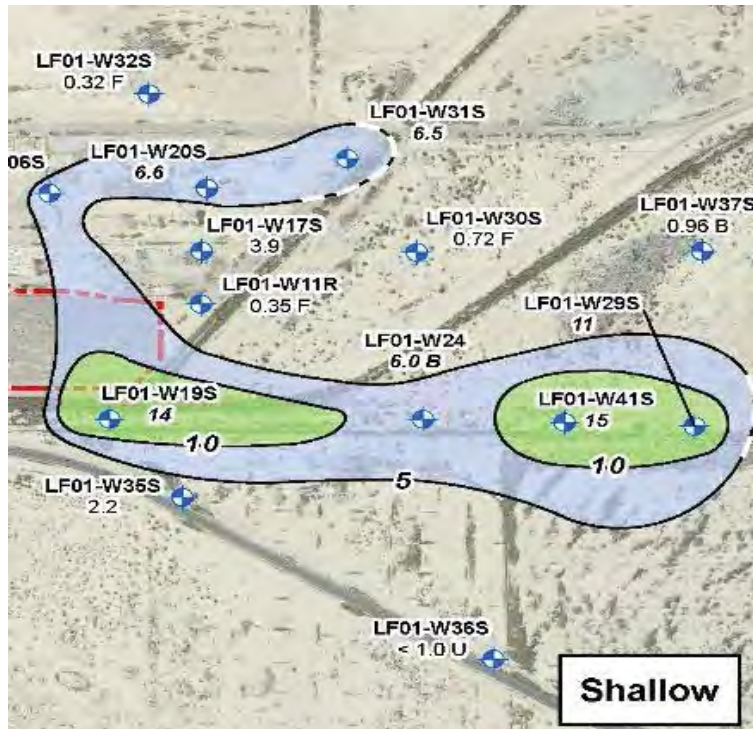 LF01-W32S
0.32 F
LF01-W31S
6.5
LF01-W20S
6.6
06S
LF01-W17S
3.9
LF01-W30S
0.72 F
LF01-W37S
0.96 B
LF01-W11R
0.35 F
LF01-W29S
11
LF01-W24
6.0 B
LF01-W19S
14
LF01-W41S
15
10
10
5
LF01-W35S
2.2
LF01-W36S
< 1.0 U
Shallow